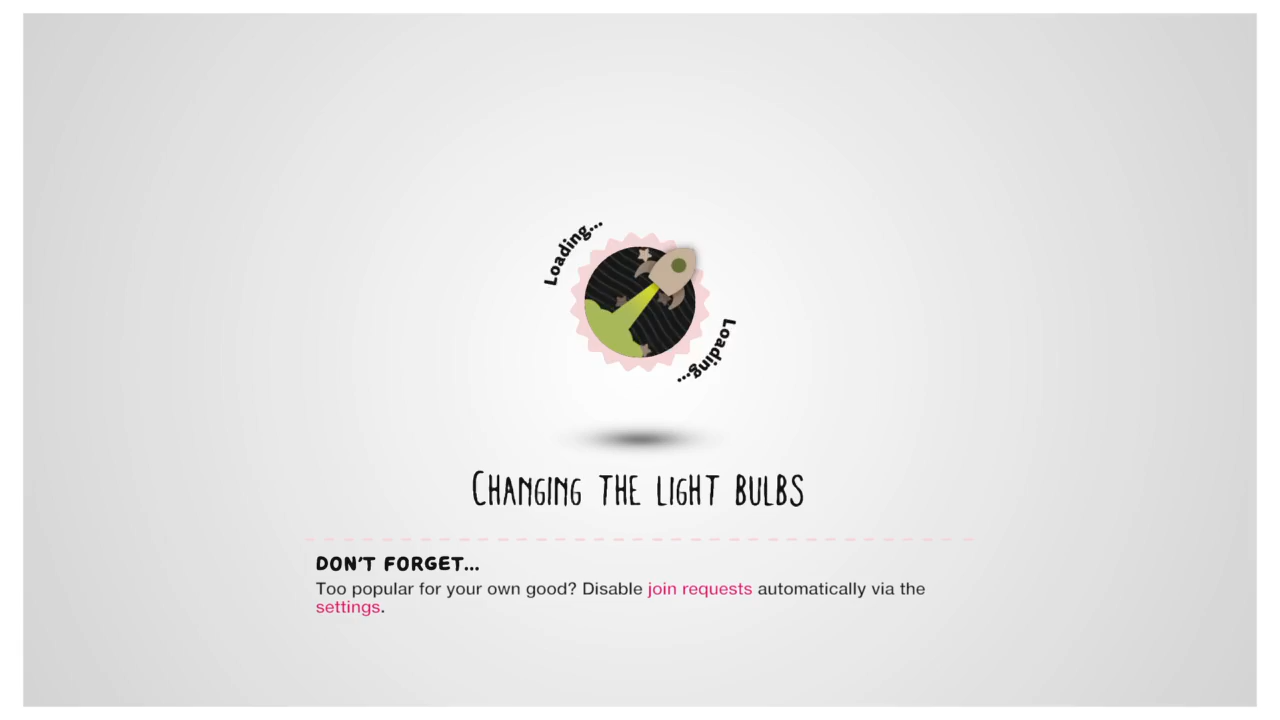 Loading...
Loading...
Changing the light bulbs
Don't forget...
Too popular for your own good? Disable join requests automatically via the
settings.